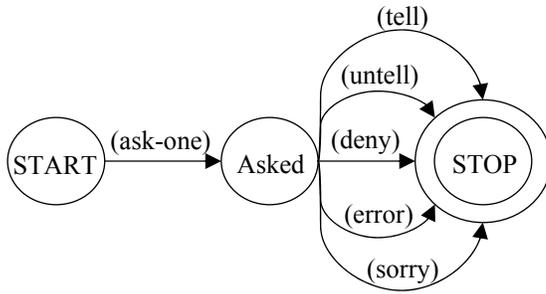 (tell)
(untell)
(ask-one)
(deny)
START
Asked
STOP
(error)
(sorry)